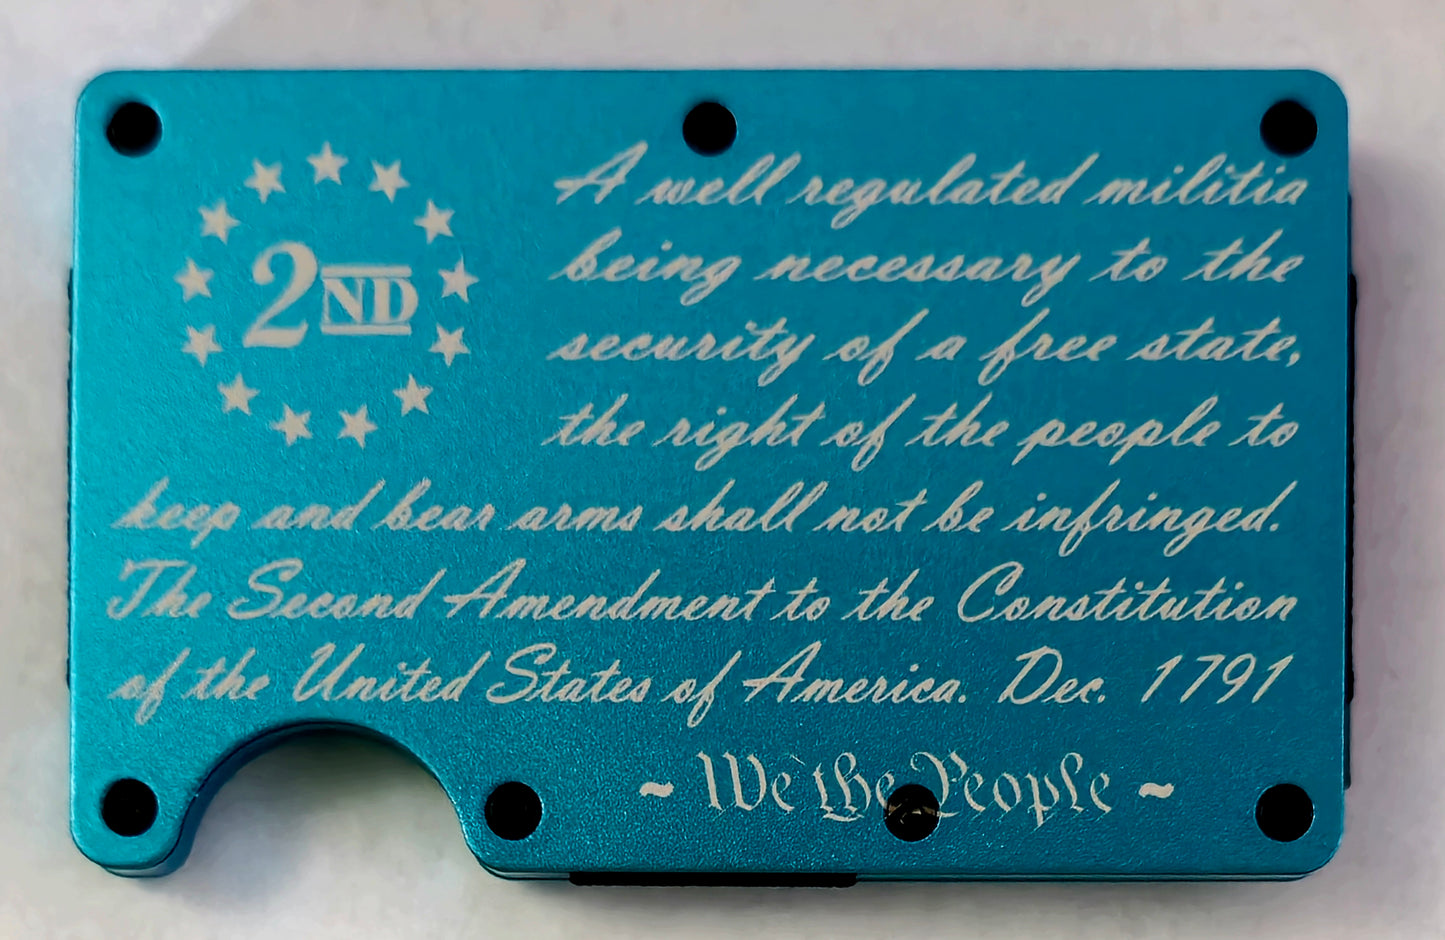 2ND
A well regulated militia
being necessary to the
security of a free state,
the right of the people to
keep and bear arms shall not be infringed.
The Second Amendment to the Constitution
of the United States of America. Dec. 1791
~ We the People ~